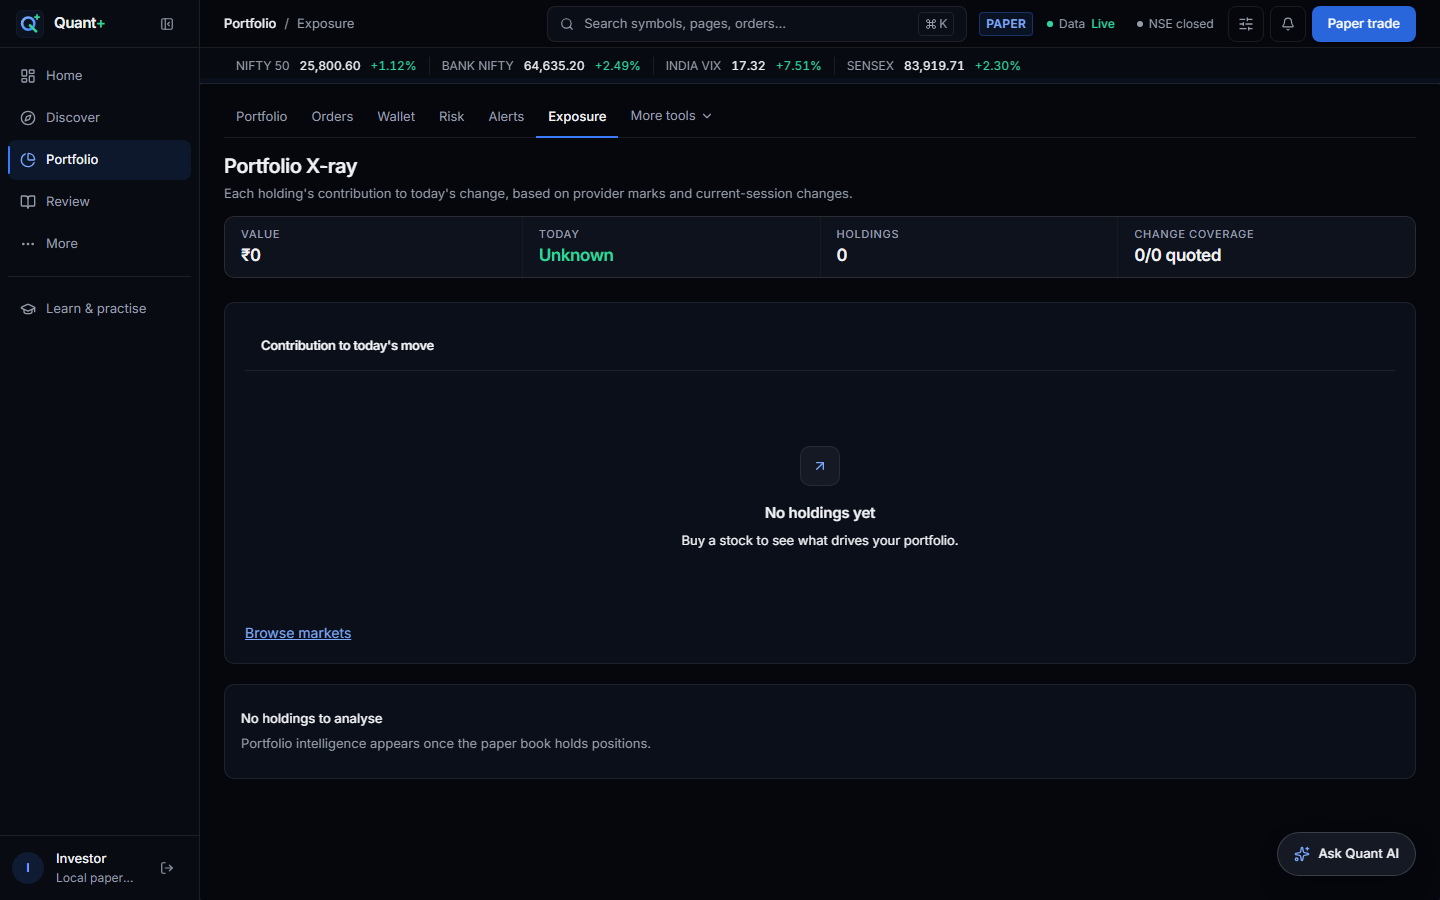 Quant+
Portfolio / Exposure
Search symbols, pages, orders...
⌘ K
PAPER
Data Live
NSE closed
Paper trade
NIFTY 50 25,800.60 +1.12%
BANK NIFTY 64,635.20 +2.49%
INDIA VIX 17.32 +7.51%
SENSEX 83,919.71 +2.30%
Home
Discover
Portfolio
Review
More
Learn & practise
Portfolio Orders Wallet Risk Alerts Exposure More tools
Portfolio X-ray
Each holding's contribution to today's change, based on provider marks and current-session changes.
VALUE
₹0
TODAY
Unknown
HOLDINGS
0
CHANGE COVERAGE
0/0 quoted
Contribution to today's move
No holdings yet
Buy a stock to see what drives your portfolio.
Browse markets
No holdings to analyse
Portfolio intelligence appears once the paper book holds positions.
I
Investor
Local paper...
Ask Quant AI